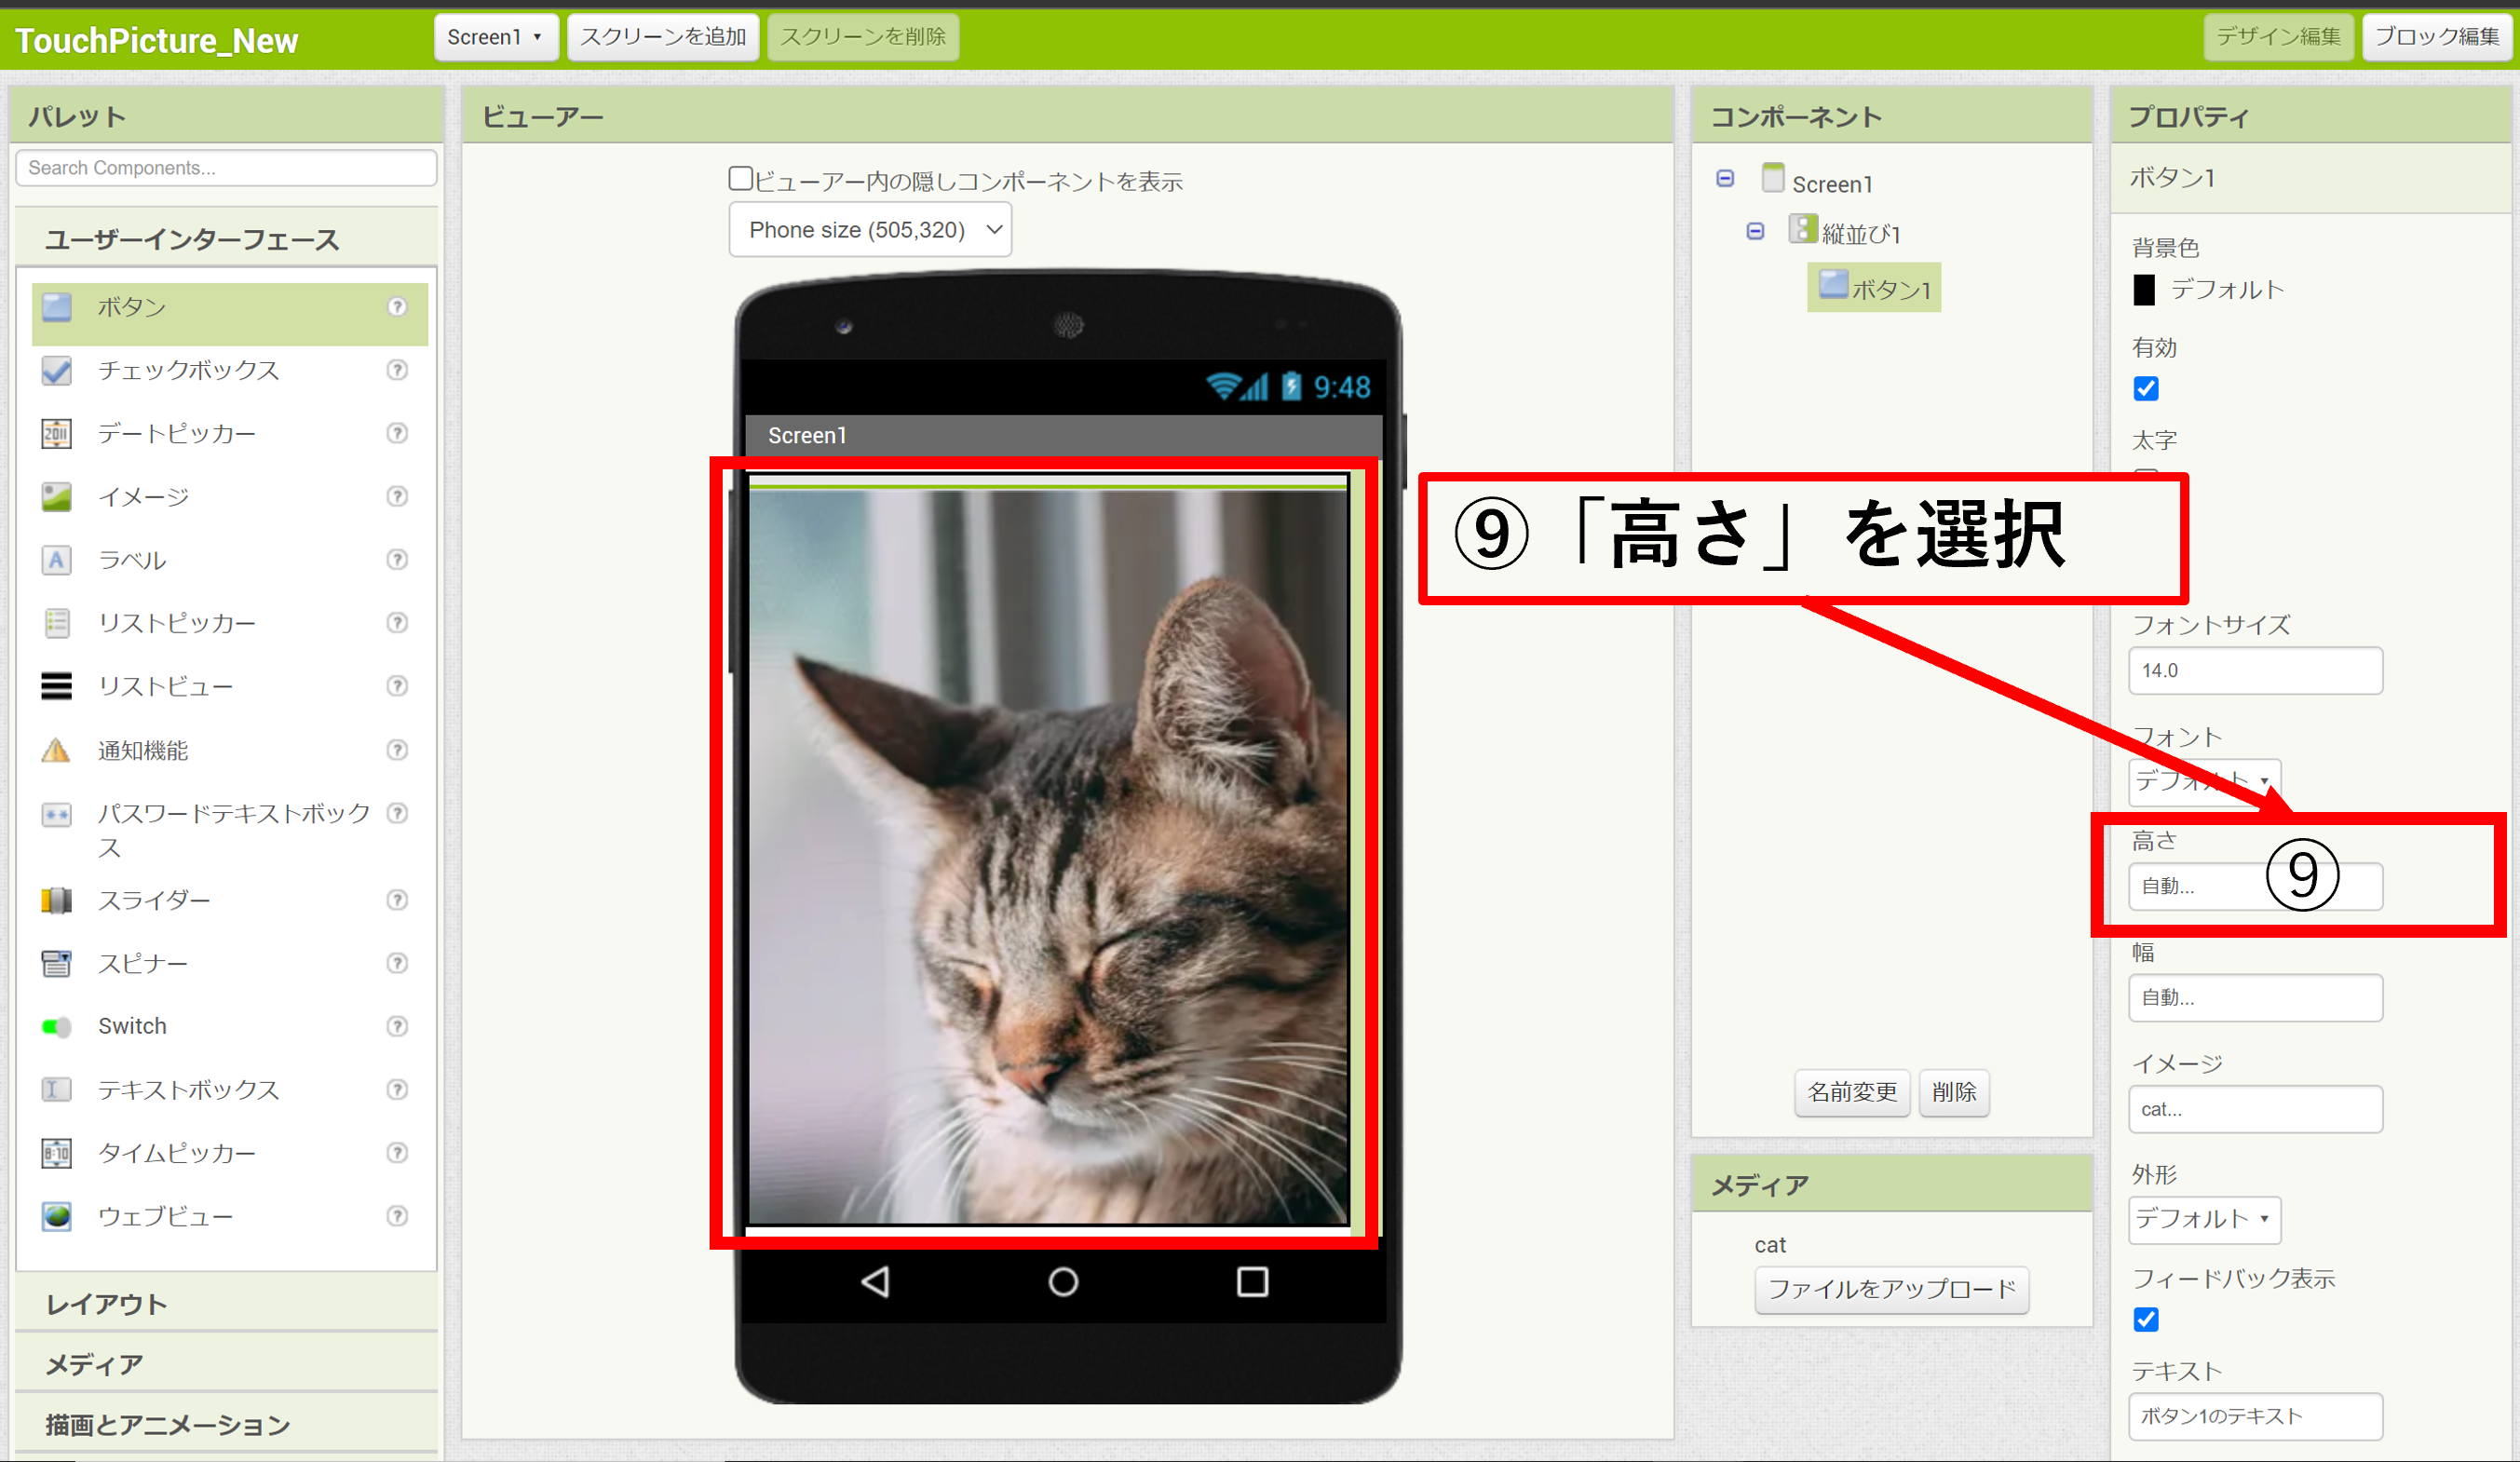 TouchPicture_New
Screen1
スクリーンを追加
スクリーンを削除
デザイン編集
ブロック編集
パレット
Search Components...
ユーザーインターフェース
ボタン
チェックボックス
デートピッカー
イメージ
ラベル
リストピッカー
リストビュー
通知機能
パスワードテキストボック
ス
スライダー
スピナー
Switch
テキストボックス
タイムピッカー
ウェブビュー
レイアウト
メディア
描画とアニメーション
ビューアー
ビューアー内の隠しコンポーネントを表示
Phone size (505,320)
9:48
Screen1
⑨「高さ」を選択
コンポーネント
Screen1
縦並び1
ボタン1
名前変更
削除
メディア
cat
ファイルをアップロード
プロパティ
ボタン1
背景色
デフォルト
有効
太字
フォントサイズ
14.0
フォント
デフォルト
高さ
自動...
⑨
幅
自動...
イメージ
cat...
外形
デフォルト
フィードバック表示
テキスト
ボタン1のテキスト